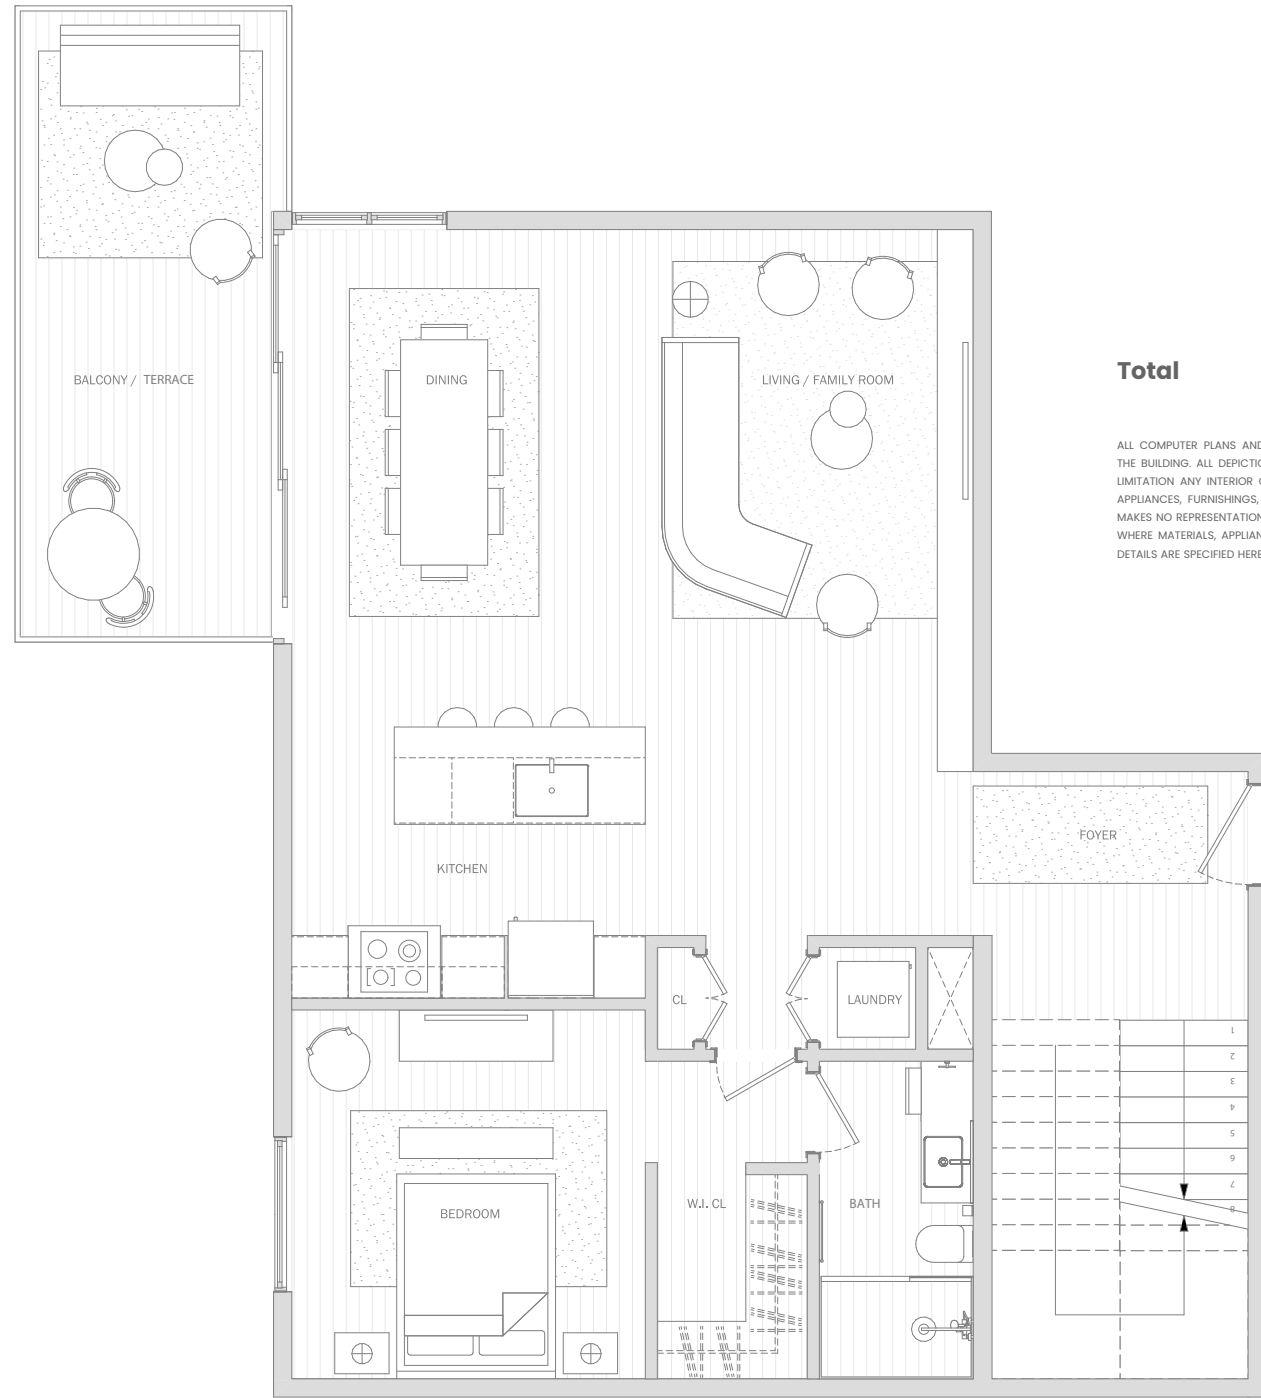 BALCONY / TERRACE
DINING
LIVING / FAMILY ROOM
Total
ALL COMPUTER PLANS AND
THE BUILDING. ALL DEPICTIO
LIMITATION ANY INTERIOR
APPLIANCES, FURNISHINGS,
MAKES NO REPRESENTATION
WHERE MATERIALS, APPLIAN
DETAILS ARE SPECIFIED HERE
FOYER
KITCHEN
CL
LAUNDRY
1
2
3
4
5
6
7
8
BEDROOM
W.I. CL
BATH